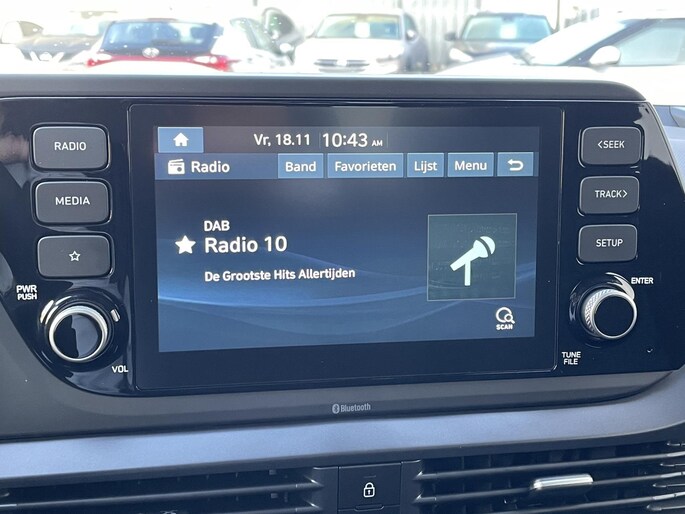 Vr, 18.11 10:43 AM
RADIO
<SEEK
Radio Band Favorieten Lijst Menu
MEDIA
TRACK>
DAB
Radio 10
SETUP
De Grootste Hits Allertijden
PWR
PUSH
ENTER
SCAN
VOL
TUNE
FILE
Bluetooth